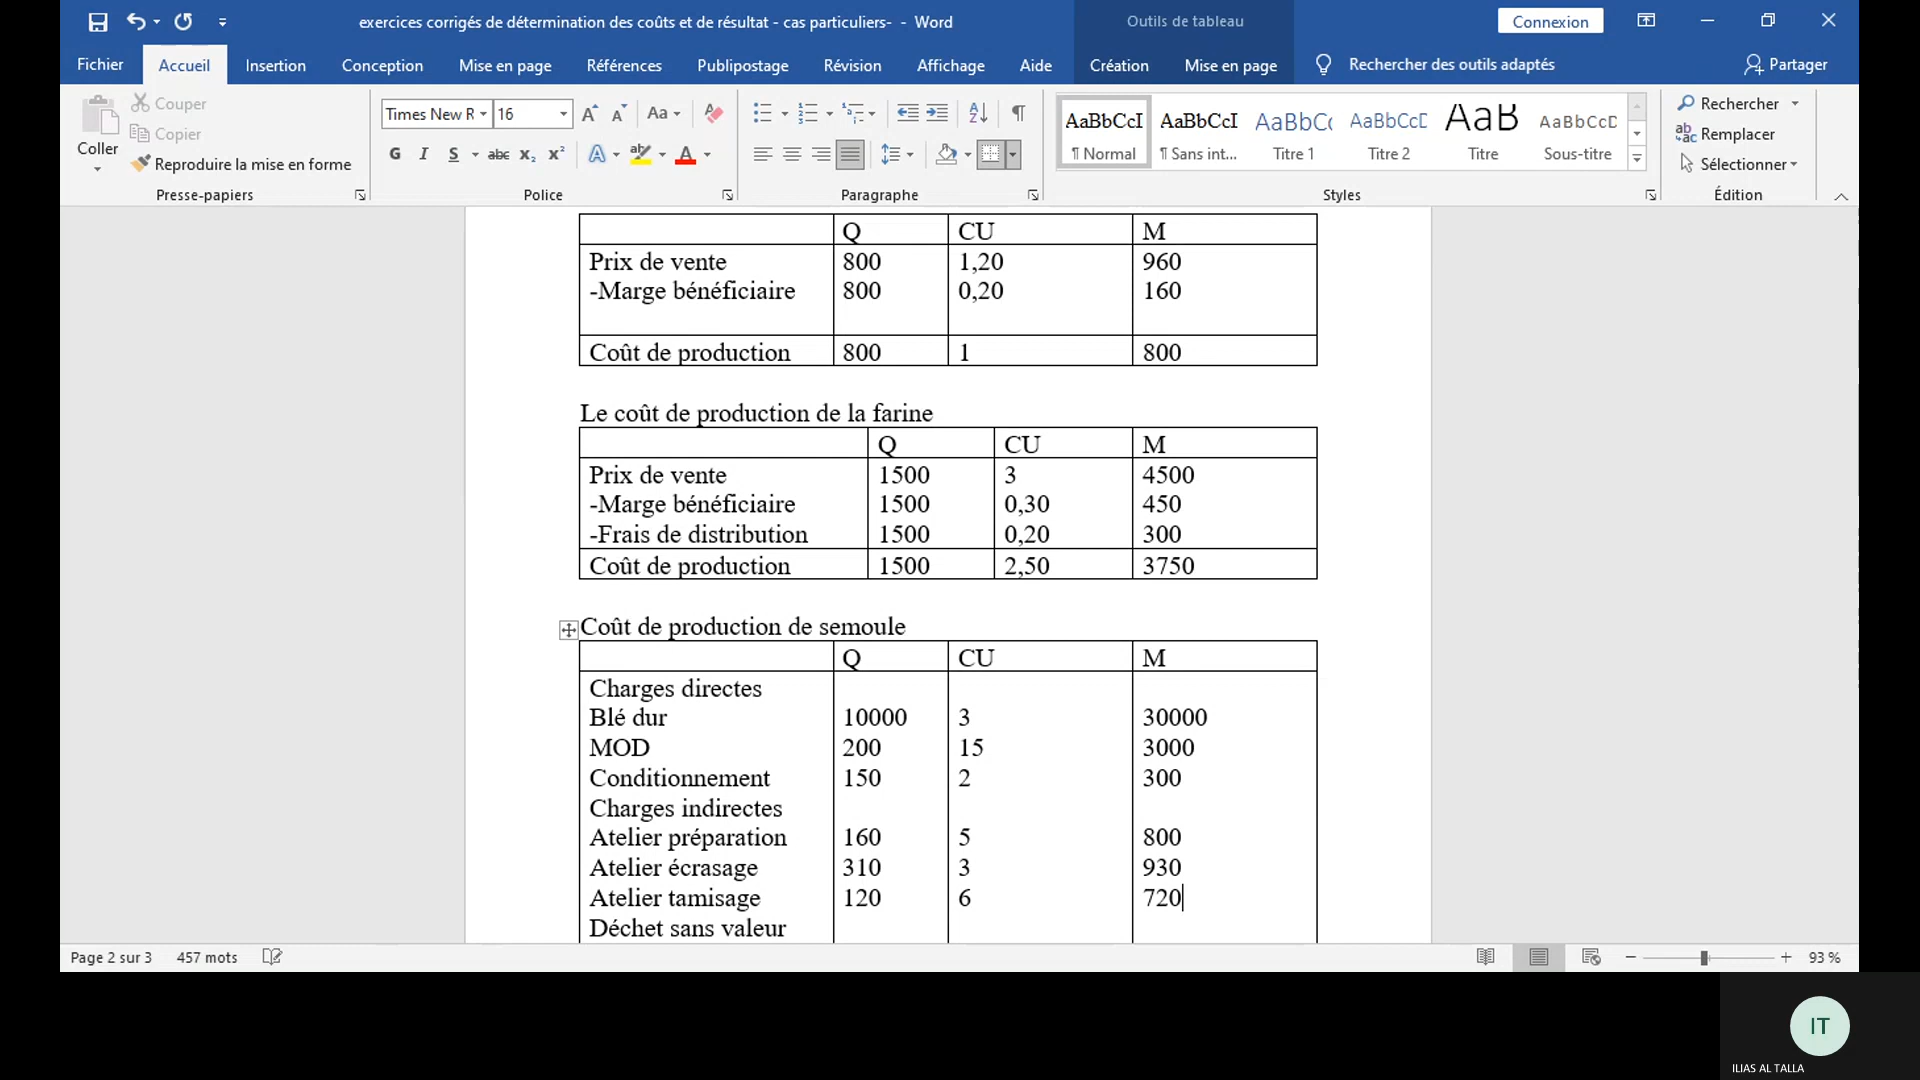 exercices corrigés de détermination des coûts et de résultat - cas particuliers- - Word
Outils de tableau
Connexion
Fichier Accueil Insertion Conception Mise en page Références Publipostage Révision Affichage Aide Création Mise en page Rechercher des outils adaptés Partager
Coller
Couper
Copier
Reproduire la mise en forme
Presse-papiers
Times New R 16
Aa
G I S abc x₂ x² A ab A
Police
Paragraphe
AaBbCcI AaBbCcI AaBbCc AaBbCcD AaB AaBbCcD
¶ Normal ¶ Sans int... Titre 1 Titre 2 Titre Sous-titre
Styles
Rechercher
Remplacer
Sélectionner
Édition
Q CU M
Prix de vente 800 1,20 960
-Marge bénéficiaire 800 0,20 160
Coût de production 800 1 800
Le coût de production de la farine
Q CU M
Prix de vente 1500 3 4500
-Marge bénéficiaire 1500 0,30 450
-Frais de distribution 1500 0,20 300
Coût de production 1500 2,50 3750
Coût de production de semoule
Q CU M
Charges directes
Blé dur 10000 3 30000
MOD 200 15 3000
Conditionnement 150 2 300
Charges indirectes
Atelier préparation 160 5 800
Atelier écrasage 310 3 930
Atelier tamisage 120 6 720
Déchet sans valeur
Page 2 sur 3 457 mots 93 %
IT
ILIAS AL TALLA